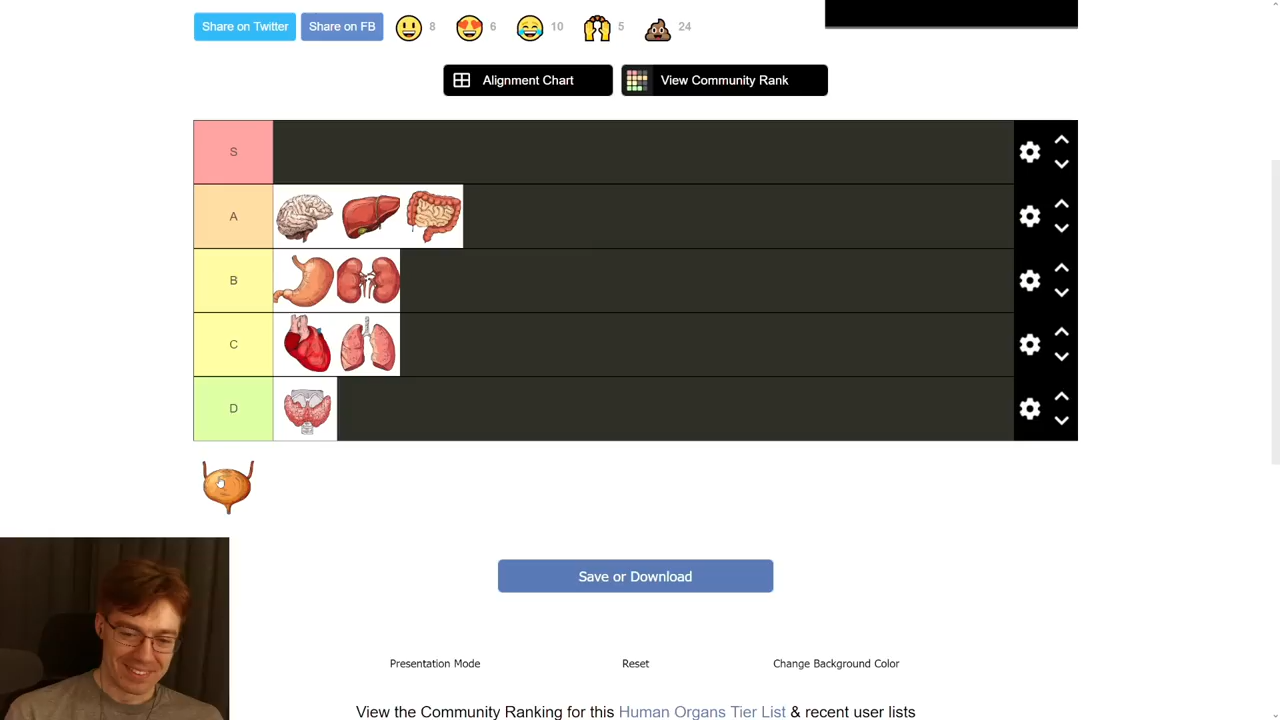 Share on Twitter Share on FB 8 6 10 5 24
Alignment Chart View Community Rank
S
A
B
C
D
Save or Download
Presentation Mode Reset Change Background Color
View the Community Ranking for this Human Organs Tier List & recent user lists